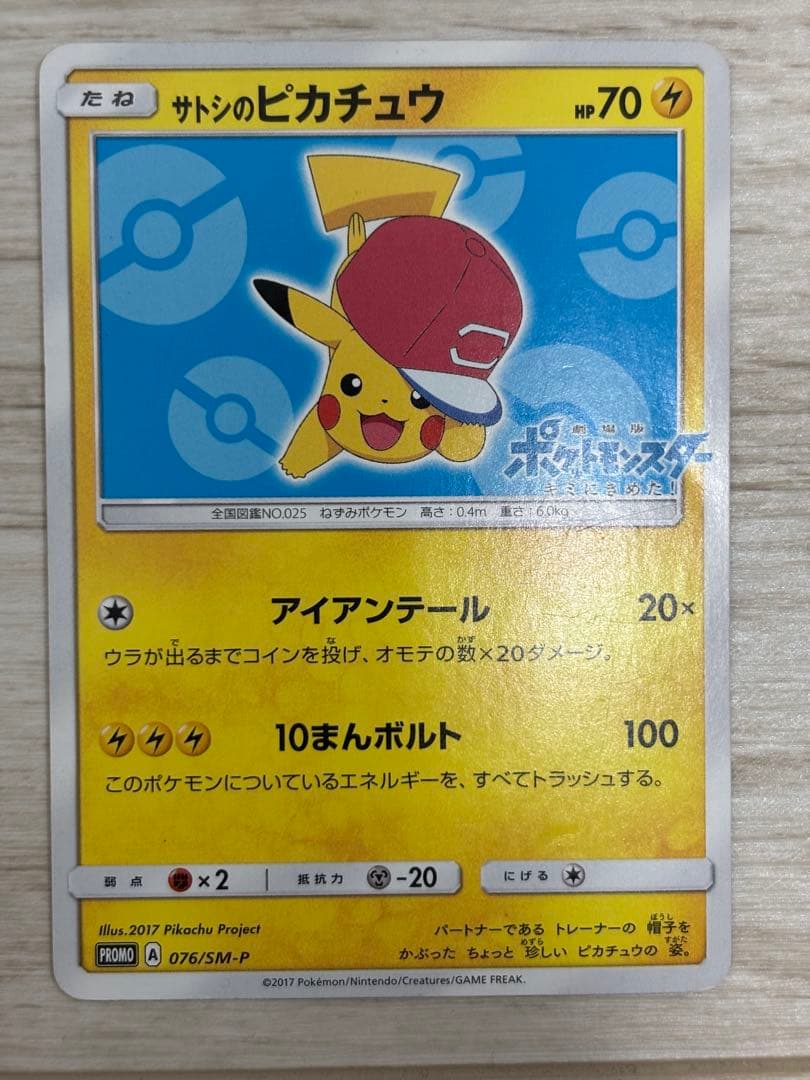 たね サトシのピカチュウ HP70
劇場版
ポケットモンスター
キミにきめた!
全国図鑑NO.025 ねずみポケモン 高さ:0.4m 重さ:6.0kg
アイアンテール 20×
ウラが出るまでコインを投げ、オモテの数×20ダメージ。
10まんボルト 100
このポケモンについているエネルギーを、すべてトラッシュする。
弱点 ×2 抵抗力 -20 にげる
Illus.2017 Pikachu Project
パートナーである トレーナーの 帽子を
かぶった ちょっと 珍しい ピカチュウの 姿。
PROMO A 076/SM-P
©2017 Pokémon/Nintendo/Creatures/GAME FREAK.